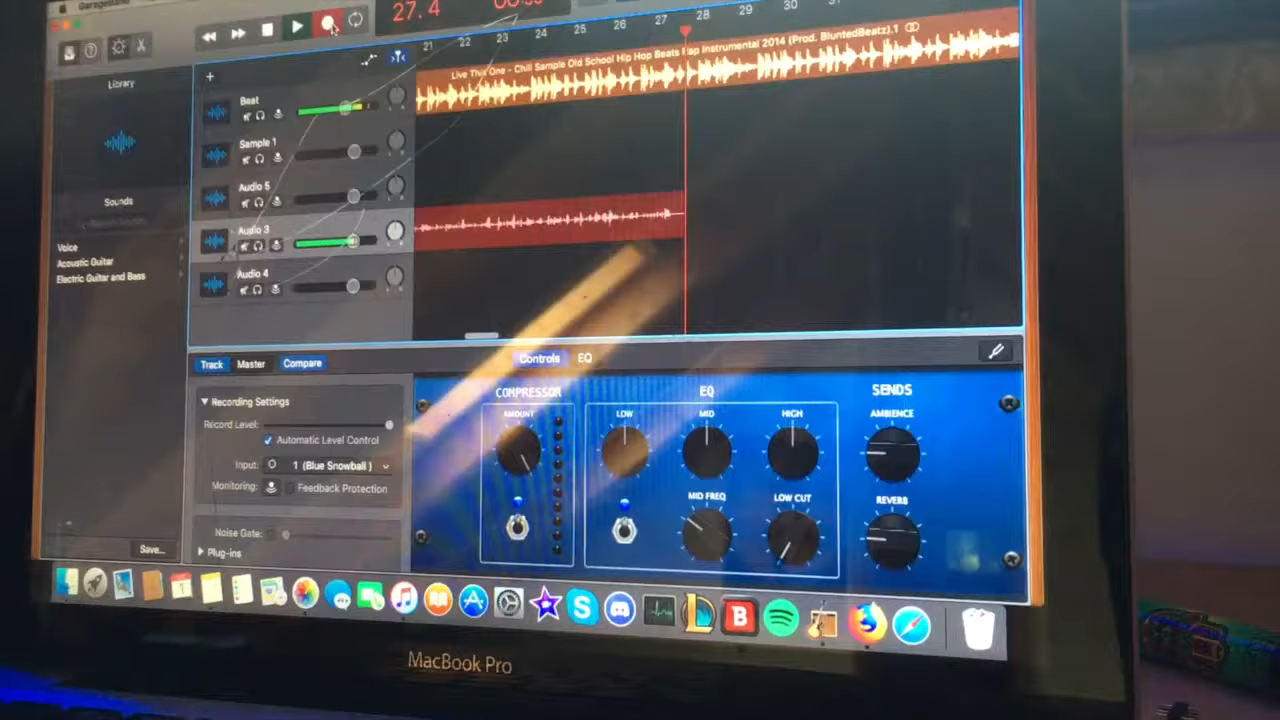 GarageBand
27. 4
Library
Sounds
Voice
Acoustic Guitar
Electric Guitar and Bass
Save...
21 22 23 24 25 26 27 28 29 30 31
Live This One - Chill Sample Old School Hip Hop Beats Rap Instrumental 2014 (Prod. BluntedBeatz).1
Beat
Sample 1
Audio 5
Audio 3
Audio 4
Track Master Compare
Controls EQ
Recording Settings
Record Level:
Automatic Level Control
Input: 1 (Blue Snowball)
Monitoring: Feedback Protection
Noise Gate:
Plug-ins
COMPRESSOR
AMOUNT
EQ
LOW MID HIGH
MID FREQ LOW CUT
SENDS
AMBIENCE
REVERB
MacBook Pro